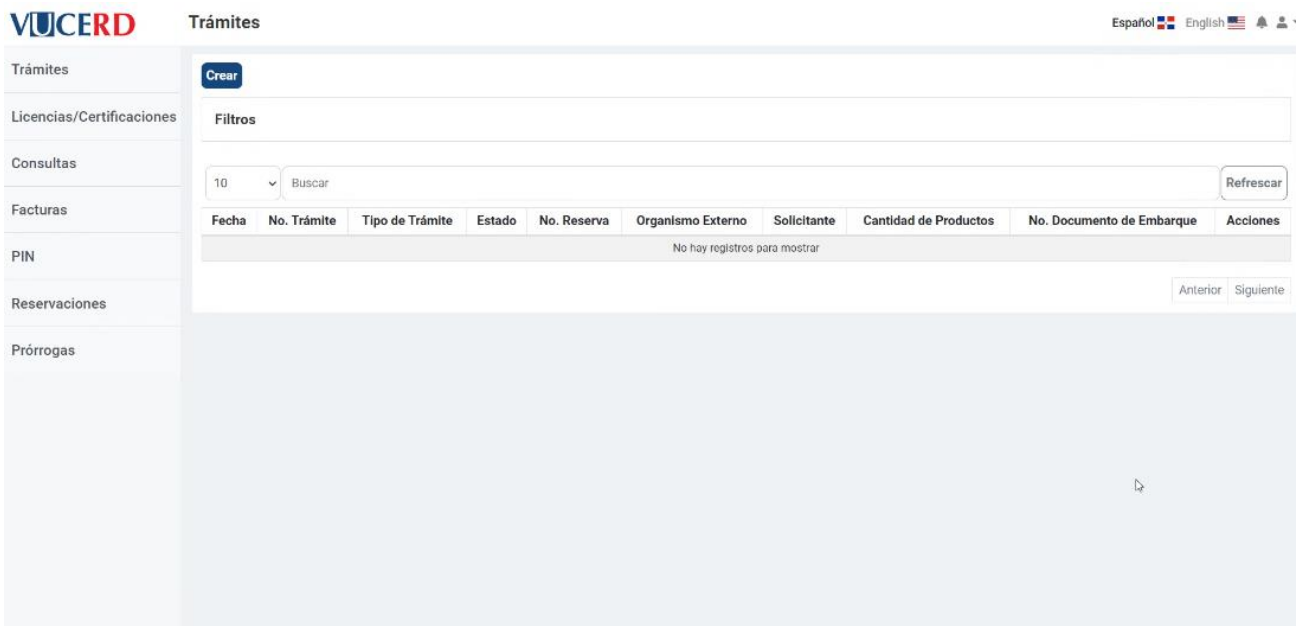 VUCERD
Trámites
Español English
Trámites
Licencias/Certificaciones
Consultas
Facturas
PIN
Reservaciones
Prórrogas
Crear
Filtros
10 Buscar Refrescar
Fecha No. Trámite Tipo de Trámite Estado No. Reserva Organismo Externo Solicitante Cantidad de Productos No. Documento de Embarque Acciones
No hay registros para mostrar
Anterior Siguiente